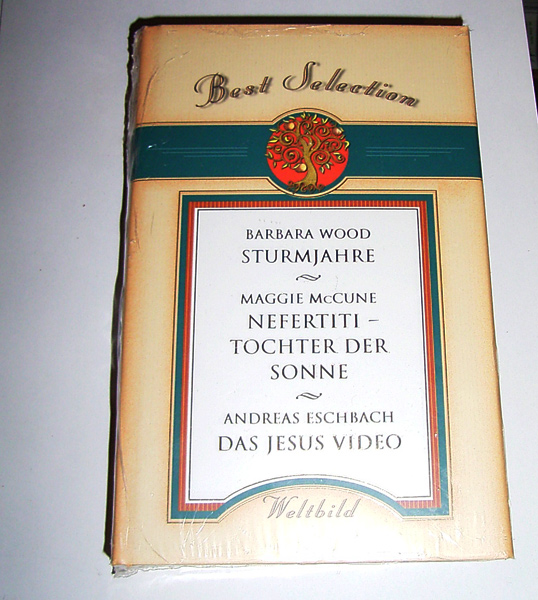 Best Selection
BARBARA WOOD
STURMJAHRE
MAGGIE McCUNE
NEFERTITI –
TOCHTER DER
SONNE
ANDREAS ESCHBACH
DAS JESUS VIDEO
Weltbild